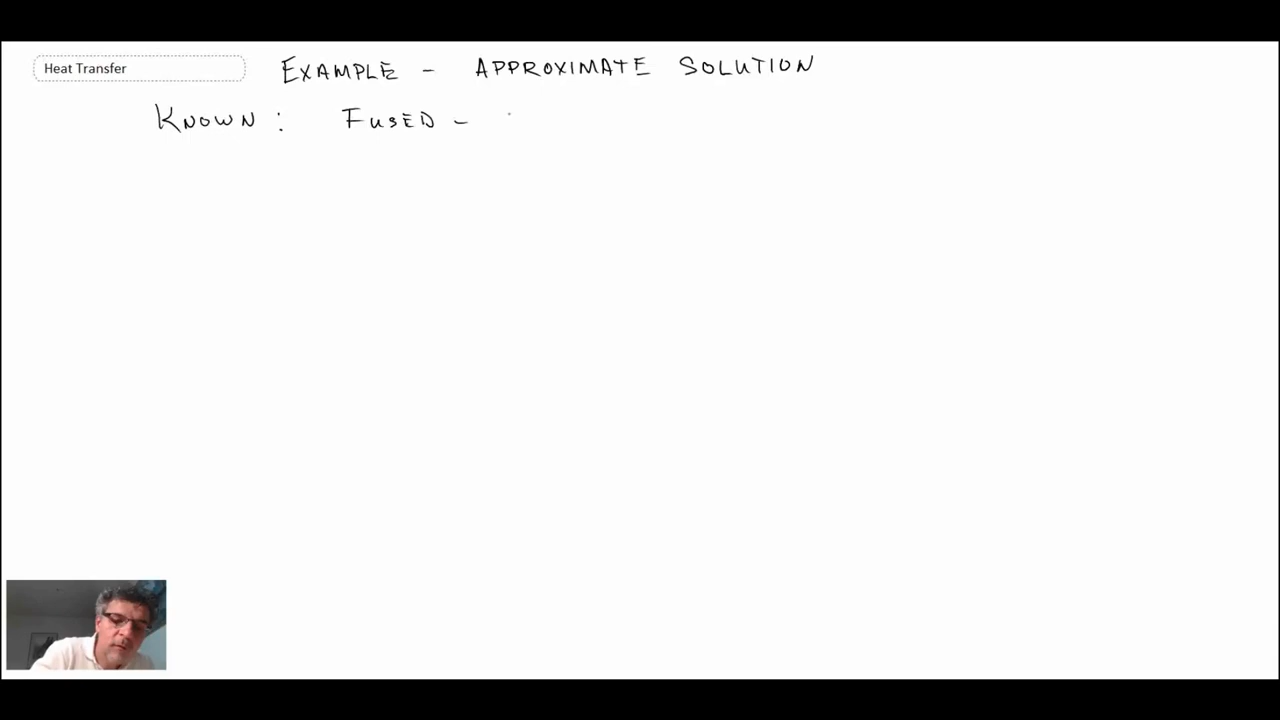 Heat Transfer
EXAMPLE - APPROXIMATE SOLUTION
KNOWN: FUSED -